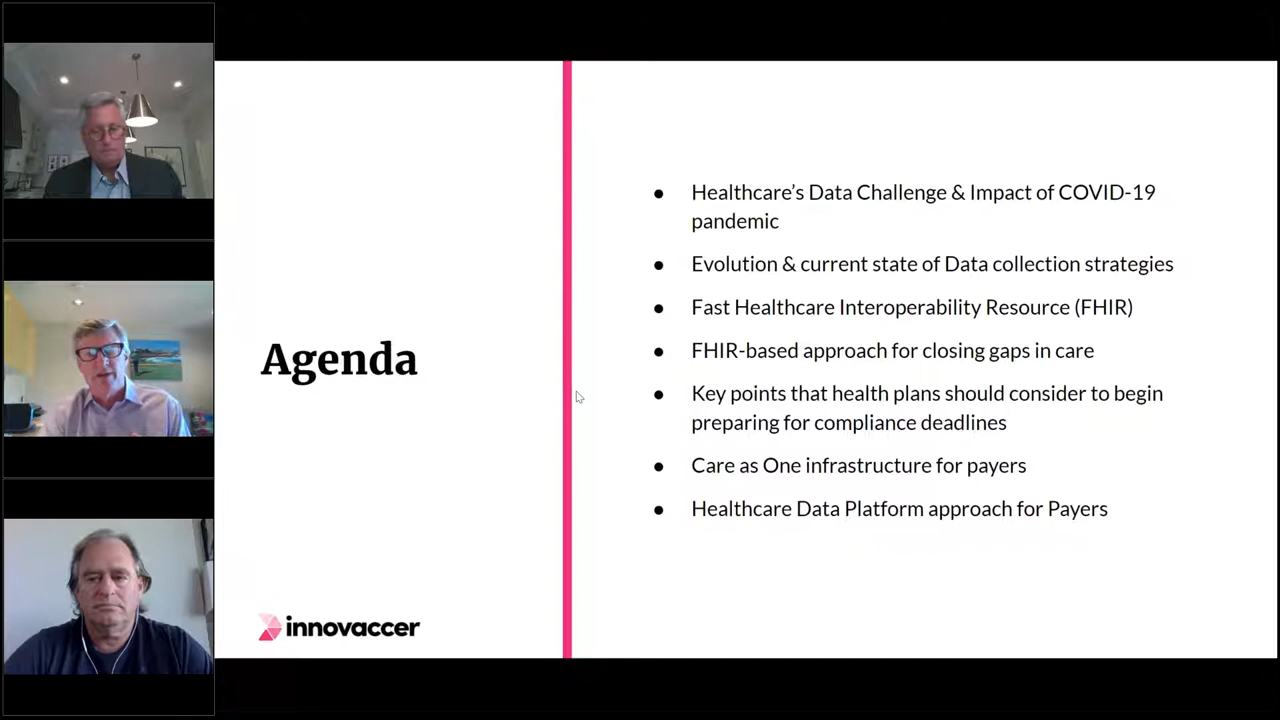 Agenda
Healthcare’s Data Challenge & Impact of COVID-19
pandemic
Evolution & current state of Data collection strategies
Fast Healthcare Interoperability Resource (FHIR)
FHIR-based approach for closing gaps in care
Key points that health plans should consider to begin
preparing for compliance deadlines
Care as One infrastructure for payers
Healthcare Data Platform approach for Payers
innovaccer